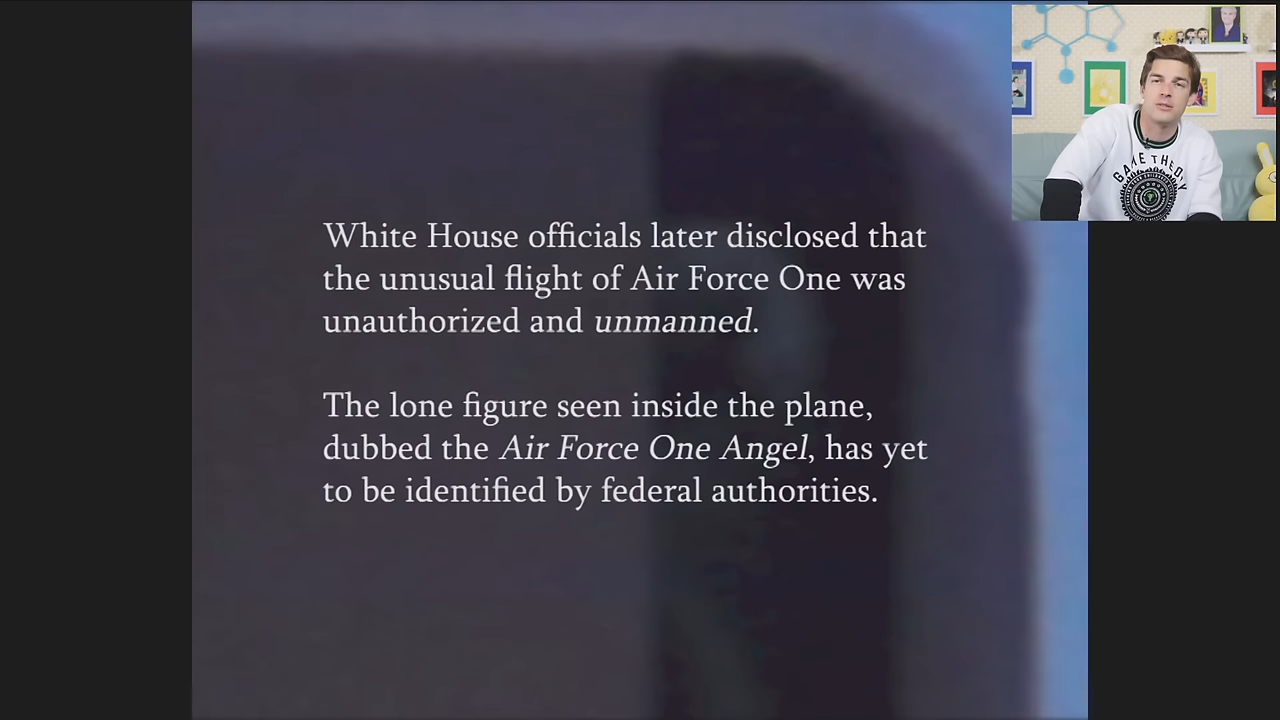 White House officials later disclosed that
the unusual flight of Air Force One was
unauthorized and unmanned.
The lone figure seen inside the plane,
dubbed the Air Force One Angel, has yet
to be identified by federal authorities.
GAME THEORY